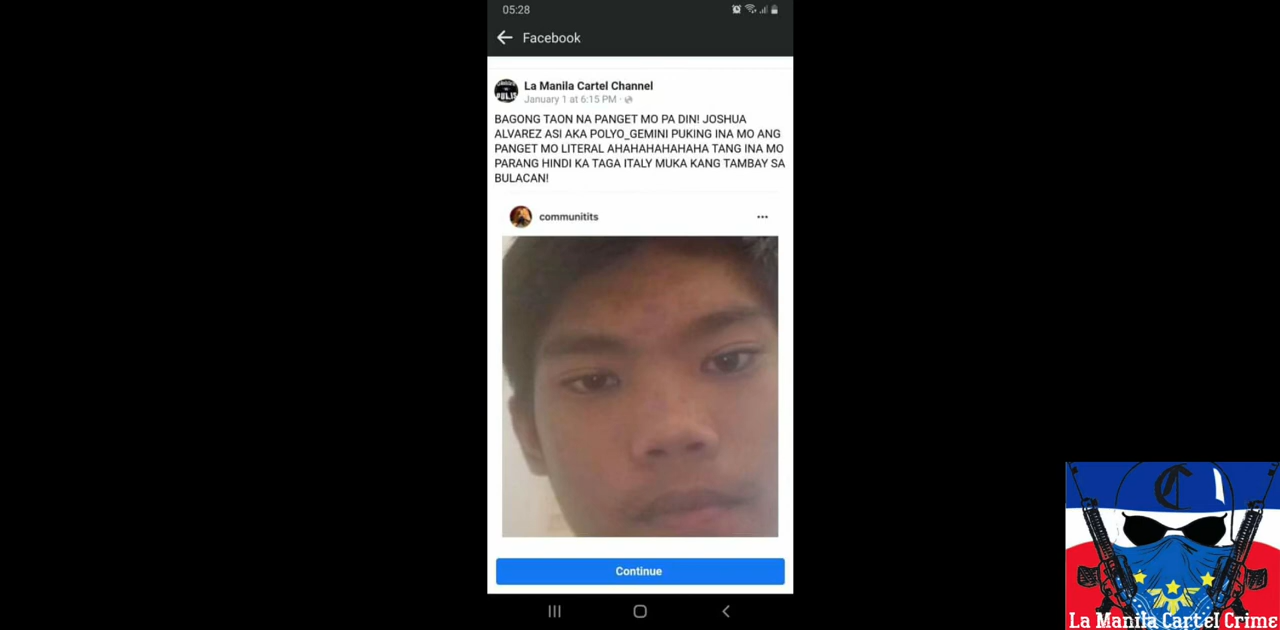 05:28
Facebook
La Manila Cartel Channel
January 1 at 6:15 PM ·
BAGONG TAON NA PANGET MO PA DIN! JOSHUA
ALVAREZ ASI AKA POLYO_GEMINI PUKING INA MO ANG
PANGET MO LITERAL AHAHAHAHAHAHA TANG INA MO
PARANG HINDI KA TAGA ITALY MUKA KANG TAMBAY SA
BULACAN!
communitits
Continue
C
La Manila Cartel Crime